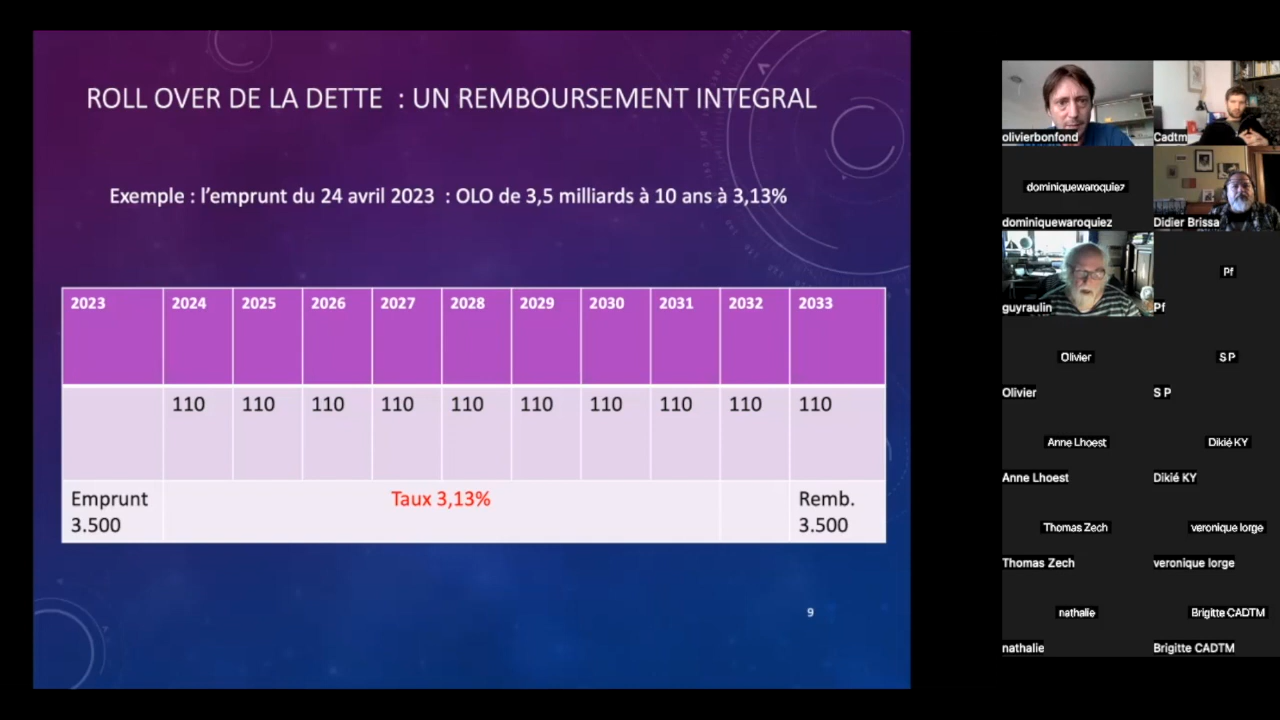 ROLL OVER DE LA DETTE : UN REMBOURSEMENT INTEGRAL
Exemple : l’emprunt du 24 avril 2023 : OLO de 3,5 milliards à 10 ans à 3,13%
2023 2024 2025 2026 2027 2028 2029 2030 2031 2032 2033
110 110 110 110 110 110 110 110 110 110
Emprunt
3.500
Taux 3,13%
Remb.
3.500
9
olivierbonfond
Cadtm
dominiquewaroquiez
dominiquewaroquiez
Didier Brissa
guyraulin
Pf
Pf
Olivier
Olivier
S P
S P
Anne Lhoest
Anne Lhoest
Dikié KY
Dikié KY
Thomas Zech
Thomas Zech
veronique lorge
veronique lorge
nathalie
nathalie
Brigitte CADTM
Brigitte CADTM